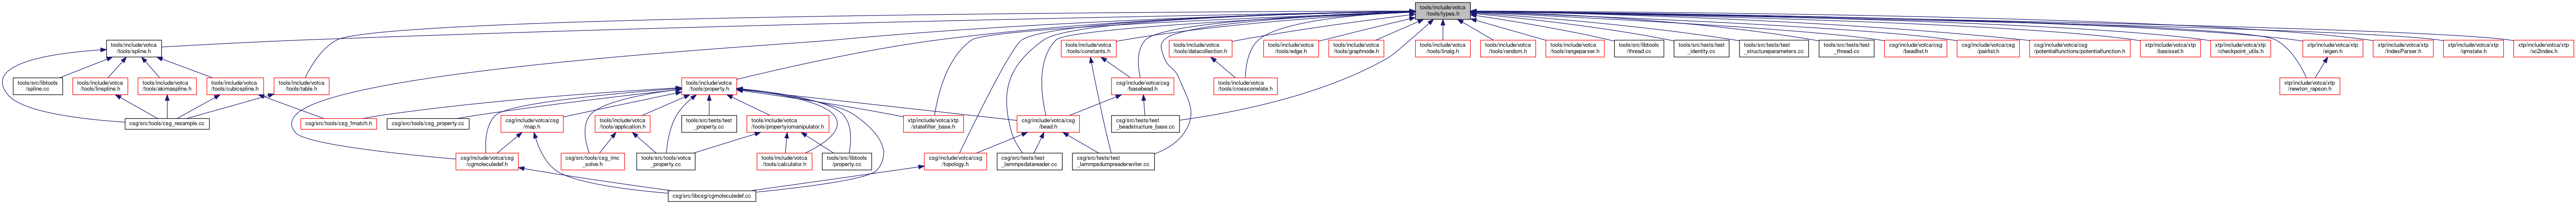 tools/include/votca
/tools/types.h
tools/include/votca
/tools/spline.h
tools/include/votca
/tools/constants.h
tools/include/votca
/tools/datacollection.h
tools/include/votca
/tools/edge.h
tools/include/votca
/tools/graphnode.h
tools/include/votca
/tools/linalg.h
tools/include/votca
/tools/random.h
tools/include/votca
/tools/rangeparser.h
tools/src/libtools
/thread.cc
tools/src/tests/test
_identity.cc
tools/src/tests/test
_structureparameters.cc
tools/src/tests/test
_thread.cc
csg/include/votca/csg
/beadlist.h
csg/include/votca/csg
/pairlist.h
csg/include/votca/csg
/potentialfunctions/potentialfunction.h
xtp/include/votca/xtp
/basisset.h
xtp/include/votca/xtp
/checkpoint_utils.h
xtp/include/votca/xtp
/eigen.h
xtp/include/votca/xtp
/IndexParser.h
xtp/include/votca/xtp
/qmstate.h
xtp/include/votca/xtp
/vc2index.h
tools/src/libtools
/spline.cc
tools/include/votca
/tools/linspline.h
tools/include/votca
/tools/akimaspline.h
tools/include/votca
/tools/cubicspline.h
tools/include/votca
/tools/table.h
tools/include/votca
/tools/property.h
csg/include/votca/csg
/basebead.h
tools/include/votca
/tools/crosscorrelate.h
xtp/include/votca/xtp
/newton_rapson.h
csg/src/tools/csg_resample.cc
csg/src/tools/csg_fmatch.h
csg/src/tools/csg_property.cc
csg/include/votca/csg
/map.h
tools/include/votca
/tools/application.h
tools/src/tests/test
_property.cc
tools/include/votca
/tools/propertyiomanipulator.h
xtp/include/votca/xtp
/statefilter_base.h
csg/include/votca/csg
/bead.h
csg/src/tests/test
_beadstructure_base.cc
csg/include/votca/csg
/cgmoleculedef.h
csg/src/tools/csg_imc
_solve.h
tools/src/tools/votca
_property.cc
tools/include/votca
/tools/calculator.h
tools/src/libtools
/property.cc
csg/include/votca/csg
/topology.h
csg/src/tests/test
_lammpsdatareader.cc
csg/src/tests/test
_lammpsdumpreaderwriter.cc
csg/src/libcsg/cgmoleculedef.cc